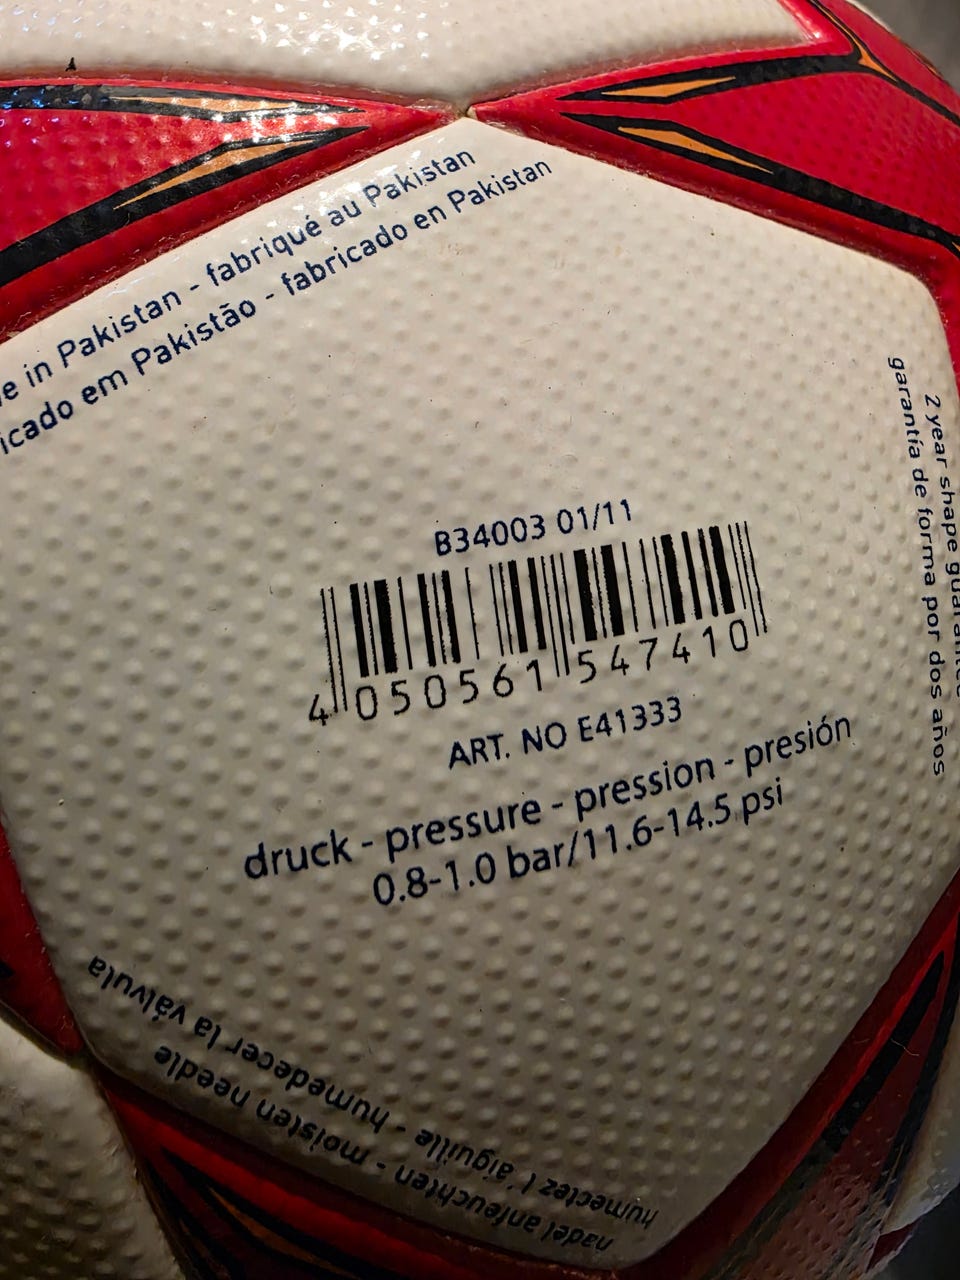 e in Pakistan - fabriqué au Pakistan
icado em Pakistão - fabricado en Pakistan
2 year shape guarantee
garantía de forma por dos años
B34003 01/11
4 050561 547410
ART. NO E41333
druck - pressure - pression - presión
0.8-1.0 bar/11.6-14.5 psi
nadel anfeuchten - moisten needle
humectez l'aiguille - humedecer la válvula